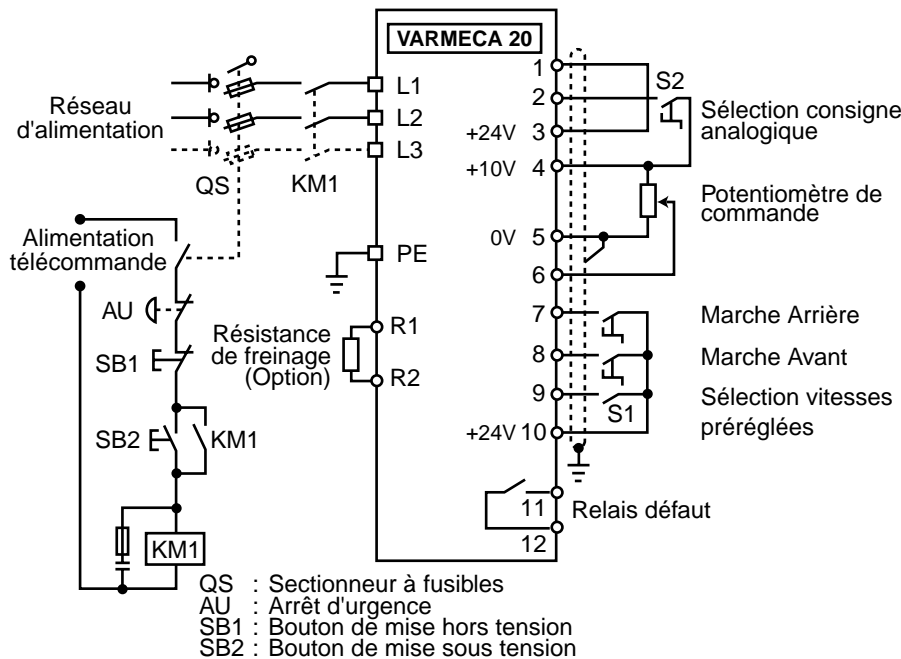 VARMECA 20
Réseau
d'alimentation
QS
KM1
L1
L2
L3
PE
R1
R2
Alimentation
télécommande
AU
SB1
SB2
KM1
KM1
Résistance
de freinage
(Option)
1
2
+24V 3
+10V 4
0V 5
6
7
8
9
+24V 10
11
12
S2
Sélection consigne
analogique
Potentiomètre de
commande
Marche Arrière
Marche Avant
S1
Sélection vitesses
préréglées
Relais défaut
QS : Sectionneur à fusibles
AU : Arrêt d'urgence
SB1 : Bouton de mise hors tension
SB2 : Bouton de mise sous tension